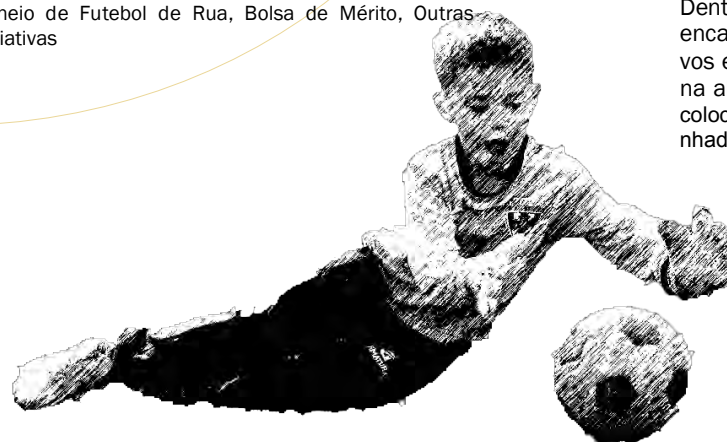 neio de Futebol de Rua, Bolsa de Mérito, Outras
iativas
Dent
enca
vos e
na a
coloc
nhad